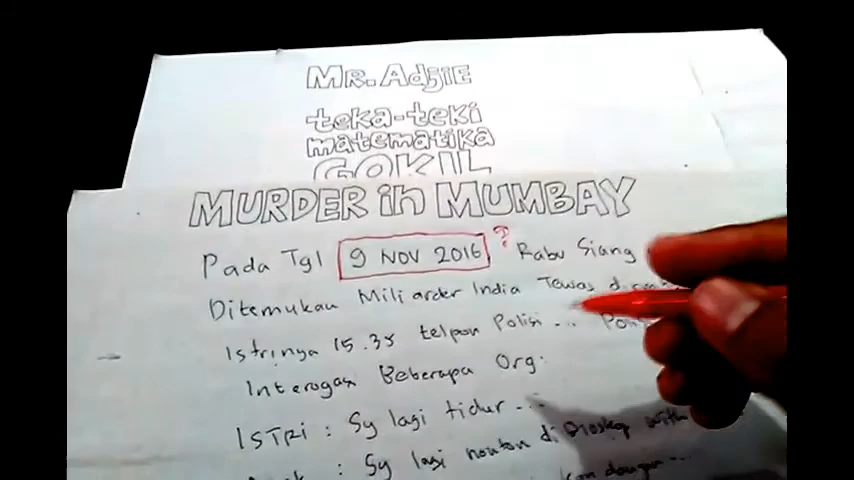 MR. AdjiE
teka-teki
matematika
GOKIL
MURDER in MUMBAY
Pada Tgl 9 NOV 2016 ? Rabu Siang
Ditemukan Miliarder India Tewas
Istrinya 15.35 telpon Polisi ...
Interogasi Beberapa Org.
ISTRI : Sy lagi tidur ...
: Sy lagi nonton di Bioskop